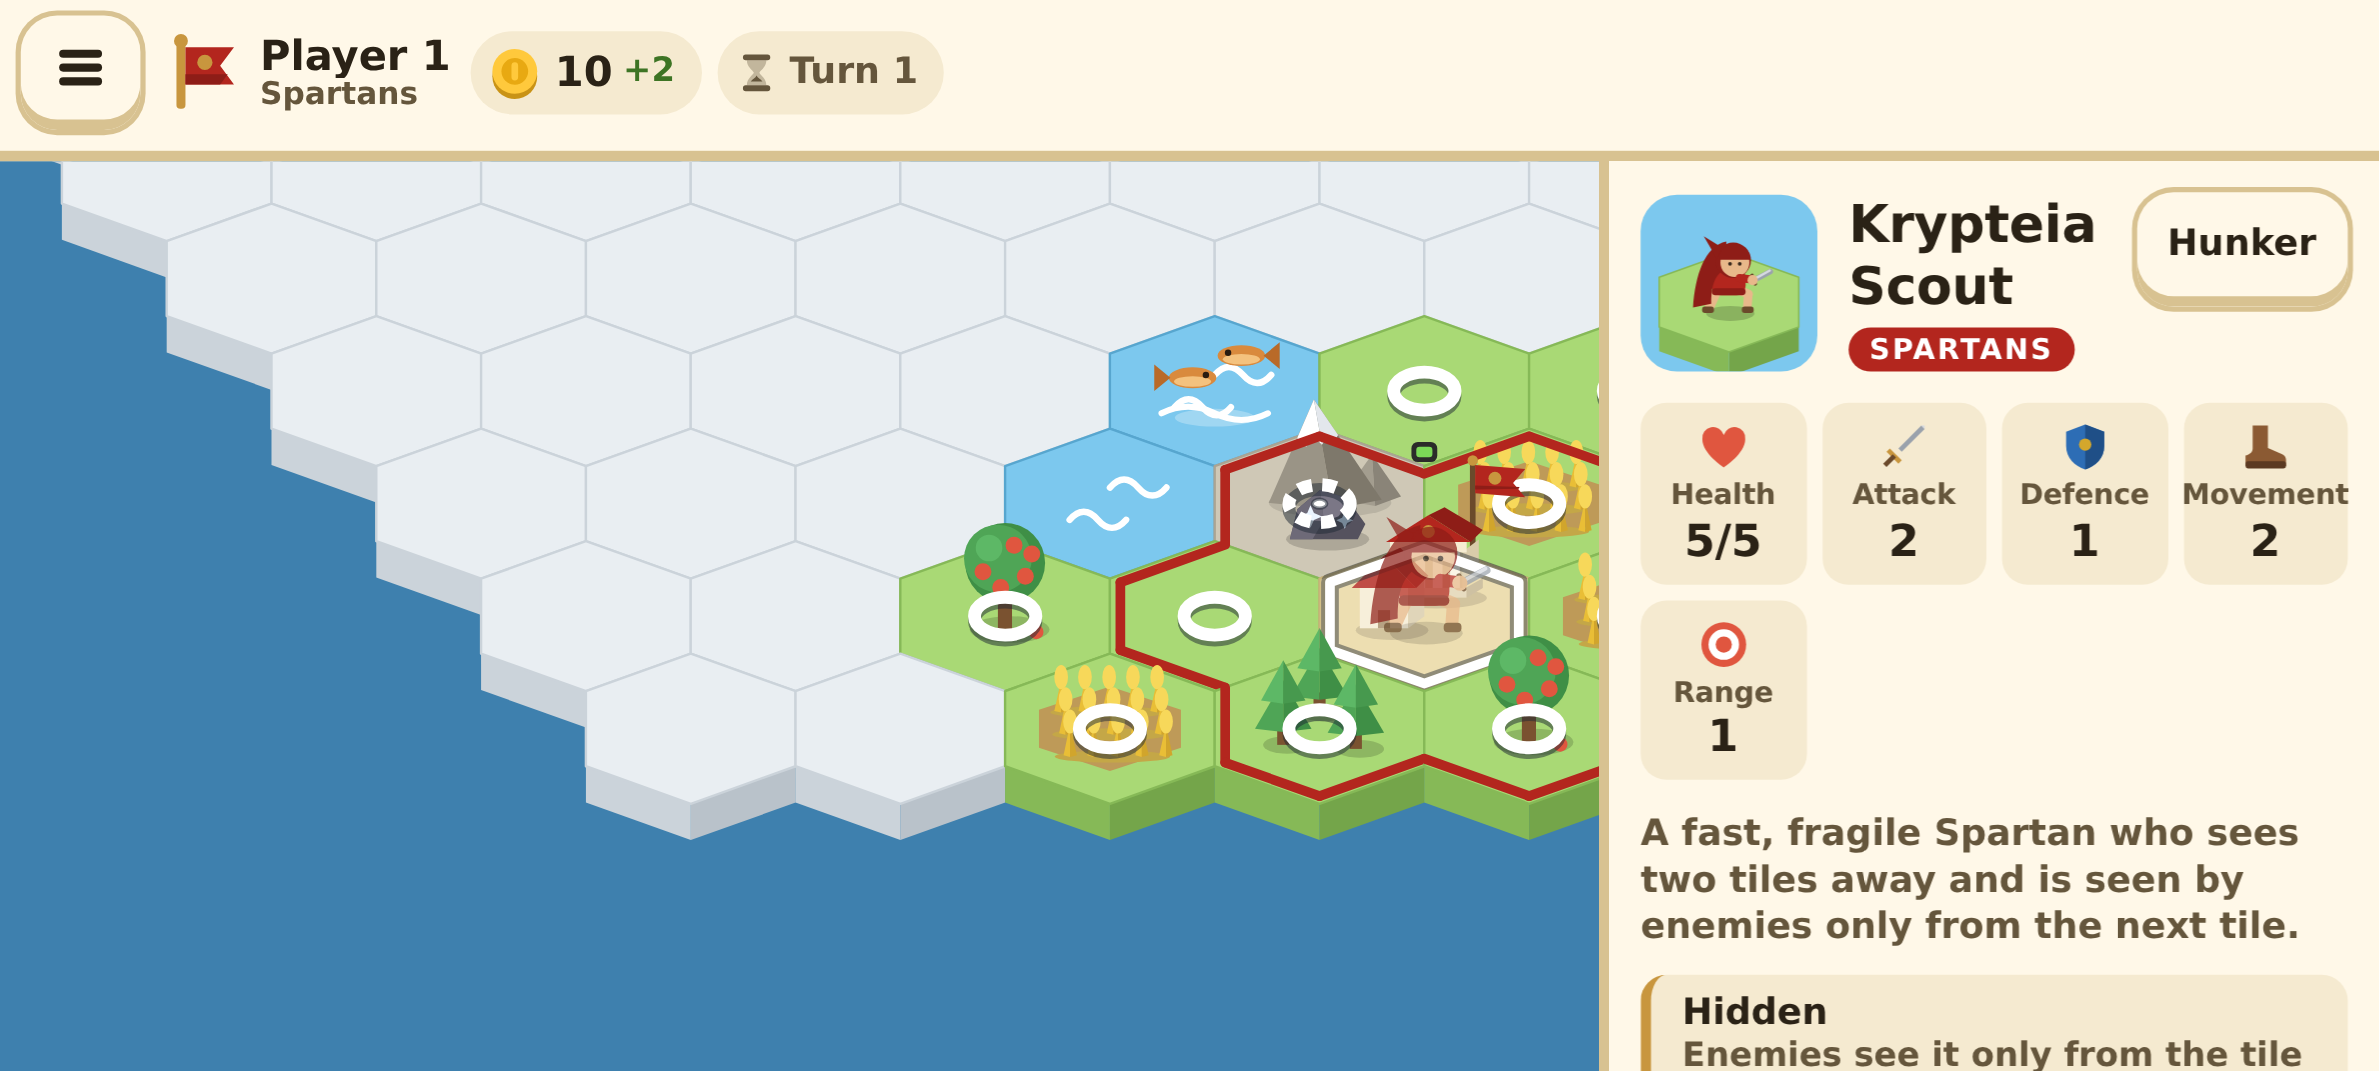 Player 1
Spartans
10 +2
Turn 1
Krypteia
Scout
SPARTANS
Hunker
Health
5/5
Attack
2
Defence
1
Movement
2
Range
1
A fast, fragile Spartan who sees
two tiles away and is seen by
enemies only from the next tile.
Hidden
Enemies see it only from the tile